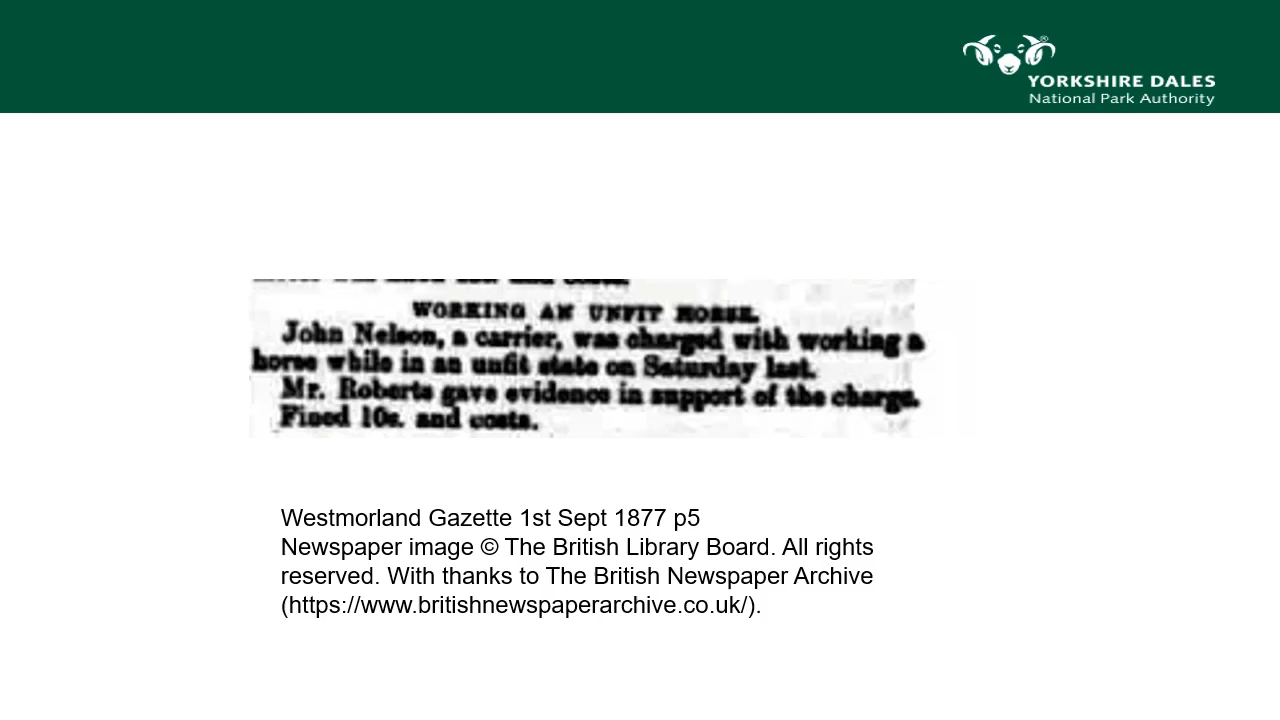 YORKSHIRE DALES
National Park Authority
and costs.
WORKING AN UNFIT HORSE.
John Nelson, a carrier, was charged with working a
horse while in an unfit state on Saturday last.
Mr. Roberts gave evidence in support of the charge.
Fined 10s. and costs.
Westmorland Gazette 1st Sept 1877 p5
Newspaper image © The British Library Board. All rights
reserved. With thanks to The British Newspaper Archive
(https://www.britishnewspaperarchive.co.uk/).